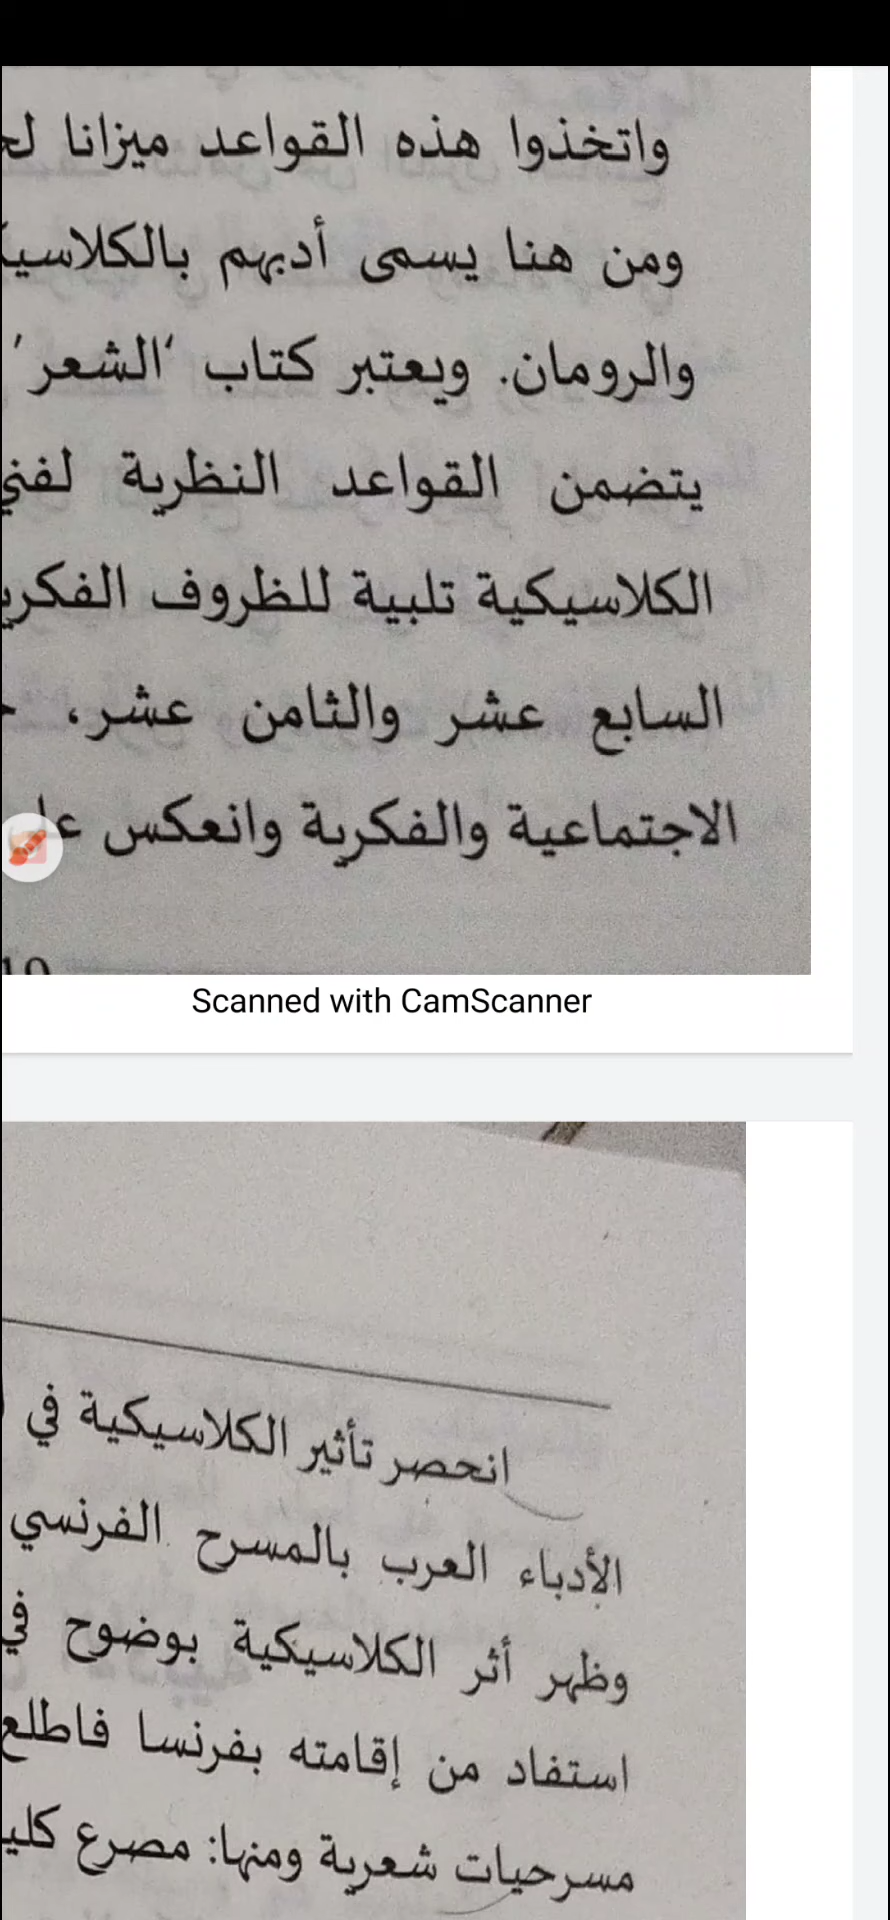 واتخذوا هذه القواعد ميزانا
ومن هنا يسمى أدبهم
والرومان. ويعتبر كتاب ‘الشعر’
يتضمن القواعد النظرية
الكلاسيكية تلبية للظروف
السابع عشر والثامن عشر،
الاجتماعية والفكرية وانعكس
Scanned with CamScanner
انحصر تأثير الكلاسيكية في
الأدباء العرب بالمسرح الفرنسي
وظهر أثر الكلاسيكية بوضوح في
استفاد من إقامته بفرنسا فاطلع
مسرحيات شعرية ومنها: مصرع